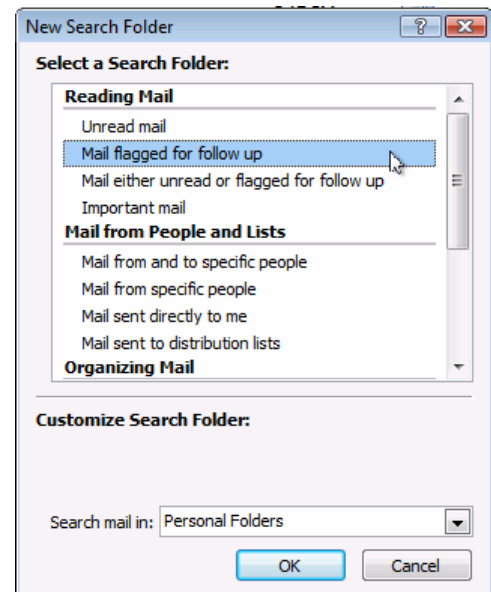 New Search Folder
Select a Search Folder:
Reading Mail
Unread mail
Mail flagged for follow up
Mail either unread or flagged for follow up
Important mail
Mail from People and Lists
Mail from and to specific people
Mail from specific people
Mail sent directly to me
Mail sent to distribution lists
Organizing Mail
Customize Search Folder:
Search mail in: Personal Folders
OK Cancel